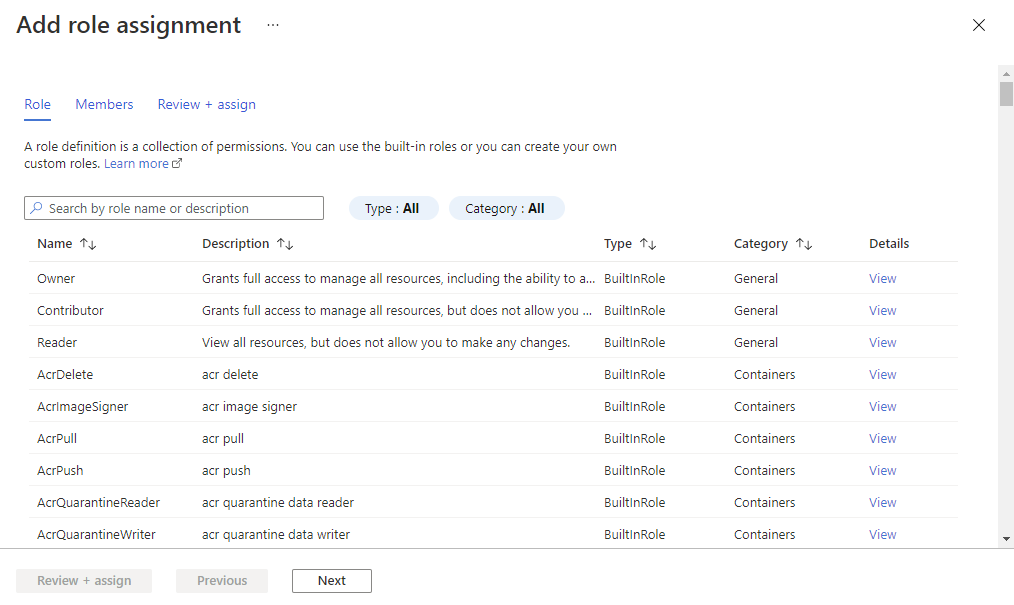 Add role assignment ...
Role Members Review + assign
A role definition is a collection of permissions. You can use the built-in roles or you can create your own
custom roles. Learn more
Search by role name or description Type : All Category : All
Name ↑↓ Description ↑↓ Type ↑↓ Category ↑↓ Details
Owner Grants full access to manage all resources, including the ability to a... BuiltInRole General View
Contributor Grants full access to manage all resources, but does not allow you ... BuiltInRole General View
Reader View all resources, but does not allow you to make any changes. BuiltInRole General View
AcrDelete acr delete BuiltInRole Containers View
AcrImageSigner acr image signer BuiltInRole Containers View
AcrPull acr pull BuiltInRole Containers View
AcrPush acr push BuiltInRole Containers View
AcrQuarantineReader acr quarantine data reader BuiltInRole Containers View
AcrQuarantineWriter acr quarantine data writer BuiltInRole Containers View
Review + assign Previous Next